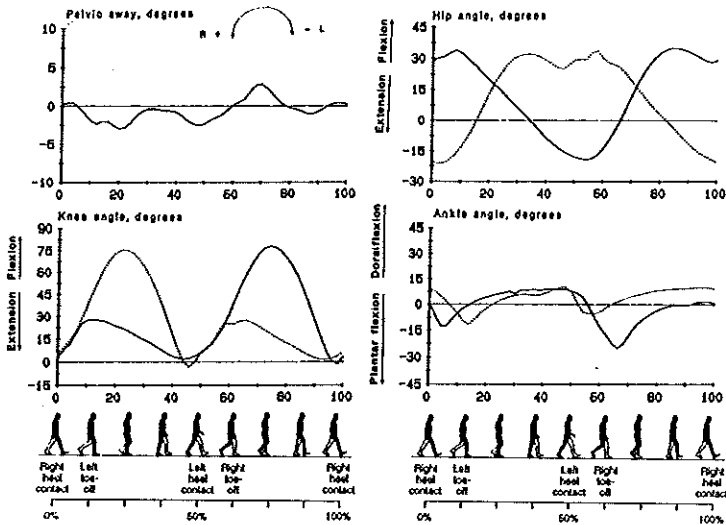 Pelvic sway, degrees
R + - L
10
5
0
-5
-10
0 20 40 60 80 100
Hip angle, degrees
Extension Flexion
45
30
15
0
-15
-30
0 20 40 60 80 100
Knee angle, degrees
Extension Flexion
90
75
60
45
30
15
0
-15
0 20 40 60 80 100
Ankle angle, degrees
Plantar flexion Dorsiflexion
45
30
15
0
-15
-30
-45
0 20 40 60 80 100
Right heel contact
Left toe-off
Left heel contact
Right toe-off
Right heel contact
0% 50% 100%
Right heel contact
Left toe-off
Left heel contact
Right toe-off
Right heel contact
0% 50% 100%